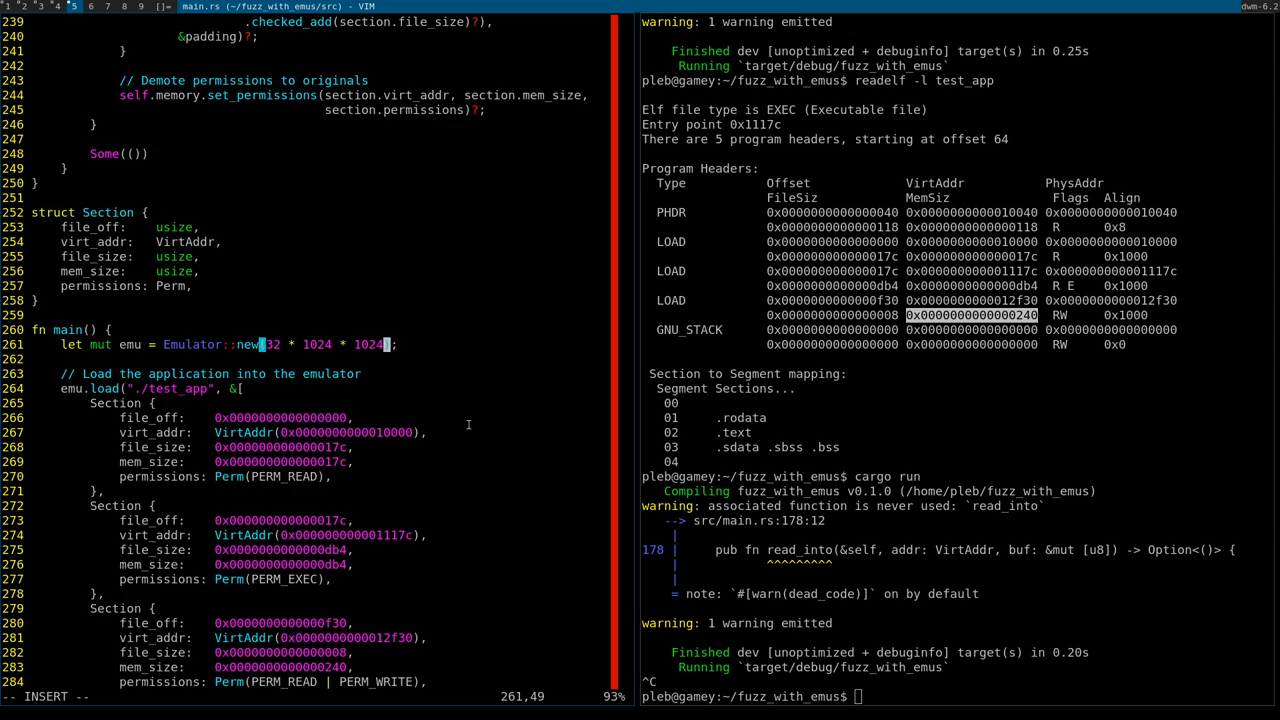 1 2 3 4 5 6 7 8 9 []= main.rs (~/fuzz_with_emus/src) - VIM dwm-6.2
239                               .checked_add(section.file_size)?),
240                      &padding)?;
241             }
242
243             // Demote permissions to originals
244             self.memory.set_permissions(section.virt_addr, section.mem_size,
245                                         section.permissions)?;
246         }
247
248         Some(())
249     }
250 }
251
252 struct Section {
253     file_off:    usize,
254     virt_addr:   VirtAddr,
255     file_size:   usize,
256     mem_size:    usize,
257     permissions: Perm,
258 }
259
260 fn main() {
261     let mut emu = Emulator::new(32 * 1024 * 1024);
262
263     // Load the application into the emulator
264     emu.load("./test_app", &[
265         Section {
266             file_off:    0x0000000000000000,
267             virt_addr:   VirtAddr(0x0000000000010000),
268             file_size:   0x000000000000017c,
269             mem_size:    0x000000000000017c,
270             permissions: Perm(PERM_READ),
271         },
272         Section {
273             file_off:    0x000000000000017c,
274             virt_addr:   VirtAddr(0x000000000001117c),
275             file_size:   0x0000000000000db4,
276             mem_size:    0x0000000000000db4,
277             permissions: Perm(PERM_EXEC),
278         },
279         Section {
280             file_off:    0x0000000000000f30,
281             virt_addr:   VirtAddr(0x0000000000012f30),
282             file_size:   0x0000000000000008,
283             mem_size:    0x0000000000000240,
284             permissions: Perm(PERM_READ | PERM_WRITE),
-- INSERT --                                                  261,49        93%
warning: 1 warning emitted

    Finished dev [unoptimized + debuginfo] target(s) in 0.25s
     Running `target/debug/fuzz_with_emus`
pleb@gamey:~/fuzz_with_emus$ readelf -l test_app

Elf file type is EXEC (Executable file)
Entry point 0x1117c
There are 5 program headers, starting at offset 64

Program Headers:
  Type           Offset             VirtAddr           PhysAddr
                 FileSiz            MemSiz              Flags  Align
  PHDR           0x0000000000000040 0x0000000000010040 0x0000000000010040
                 0x0000000000000118 0x0000000000000118  R      0x8
  LOAD           0x0000000000000000 0x0000000000010000 0x0000000000010000
                 0x000000000000017c 0x000000000000017c  R      0x1000
  LOAD           0x000000000000017c 0x000000000001117c 0x000000000001117c
                 0x0000000000000db4 0x0000000000000db4  R E    0x1000
  LOAD           0x0000000000000f30 0x0000000000012f30 0x0000000000012f30
                 0x0000000000000008 0x0000000000000240  RW     0x1000
  GNU_STACK      0x0000000000000000 0x0000000000000000 0x0000000000000000
                 0x0000000000000000 0x0000000000000000  RW     0x0

 Section to Segment mapping:
  Segment Sections...
   00
   01     .rodata
   02     .text
   03     .sdata .sbss .bss
   04
pleb@gamey:~/fuzz_with_emus$ cargo run
   Compiling fuzz_with_emus v0.1.0 (/home/pleb/fuzz_with_emus)
warning: associated function is never used: `read_into`
   --> src/main.rs:178:12
    |
178 |     pub fn read_into(&self, addr: VirtAddr, buf: &mut [u8]) -> Option<()> {
    |            ^^^^^^^^^
    |
    = note: `#[warn(dead_code)]` on by default

warning: 1 warning emitted

    Finished dev [unoptimized + debuginfo] target(s) in 0.20s
     Running `target/debug/fuzz_with_emus`
^C
pleb@gamey:~/fuzz_with_emus$